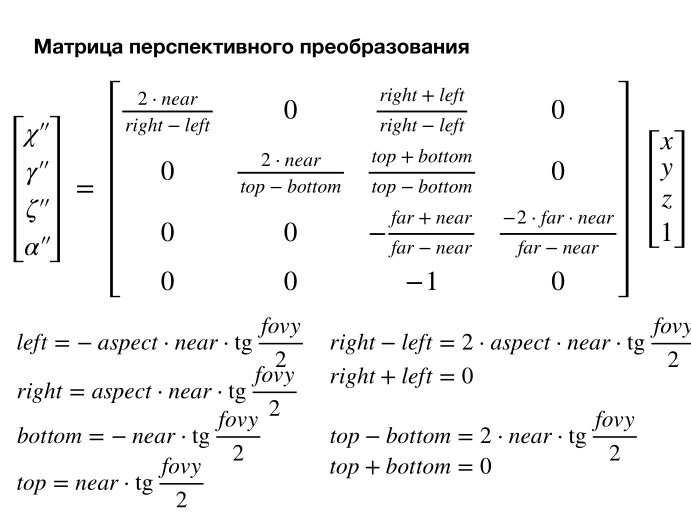 Матрица перспективного преобразования
\begin{bmatrix} \chi'' \\ \gamma'' \\ \zeta'' \\ \alpha'' \end{bmatrix} = \begin{bmatrix} \frac{2 \cdot near}{right - left} & 0 & \frac{right + left}{right - left} & 0 \\ 0 & \frac{2 \cdot near}{top - bottom} & \frac{top + bottom}{top - bottom} & 0 \\ 0 & 0 & -\frac{far + near}{far - near} & \frac{-2 \cdot far \cdot near}{far - near} \\ 0 & 0 & -1 & 0 \end{bmatrix} \begin{bmatrix} x \\ y \\ z \\ 1 \end{bmatrix}
left = - aspect \cdot near \cdot tg \frac{fovy}{2}
right = aspect \cdot near \cdot tg \frac{fovy}{2}
bottom = - near \cdot tg \frac{fovy}{2}
top = near \cdot tg \frac{fovy}{2}
right - left = 2 \cdot aspect \cdot near \cdot tg \frac{fovy}{2}
right + left = 0
top - bottom = 2 \cdot near \cdot tg \frac{fovy}{2}
top + bottom = 0